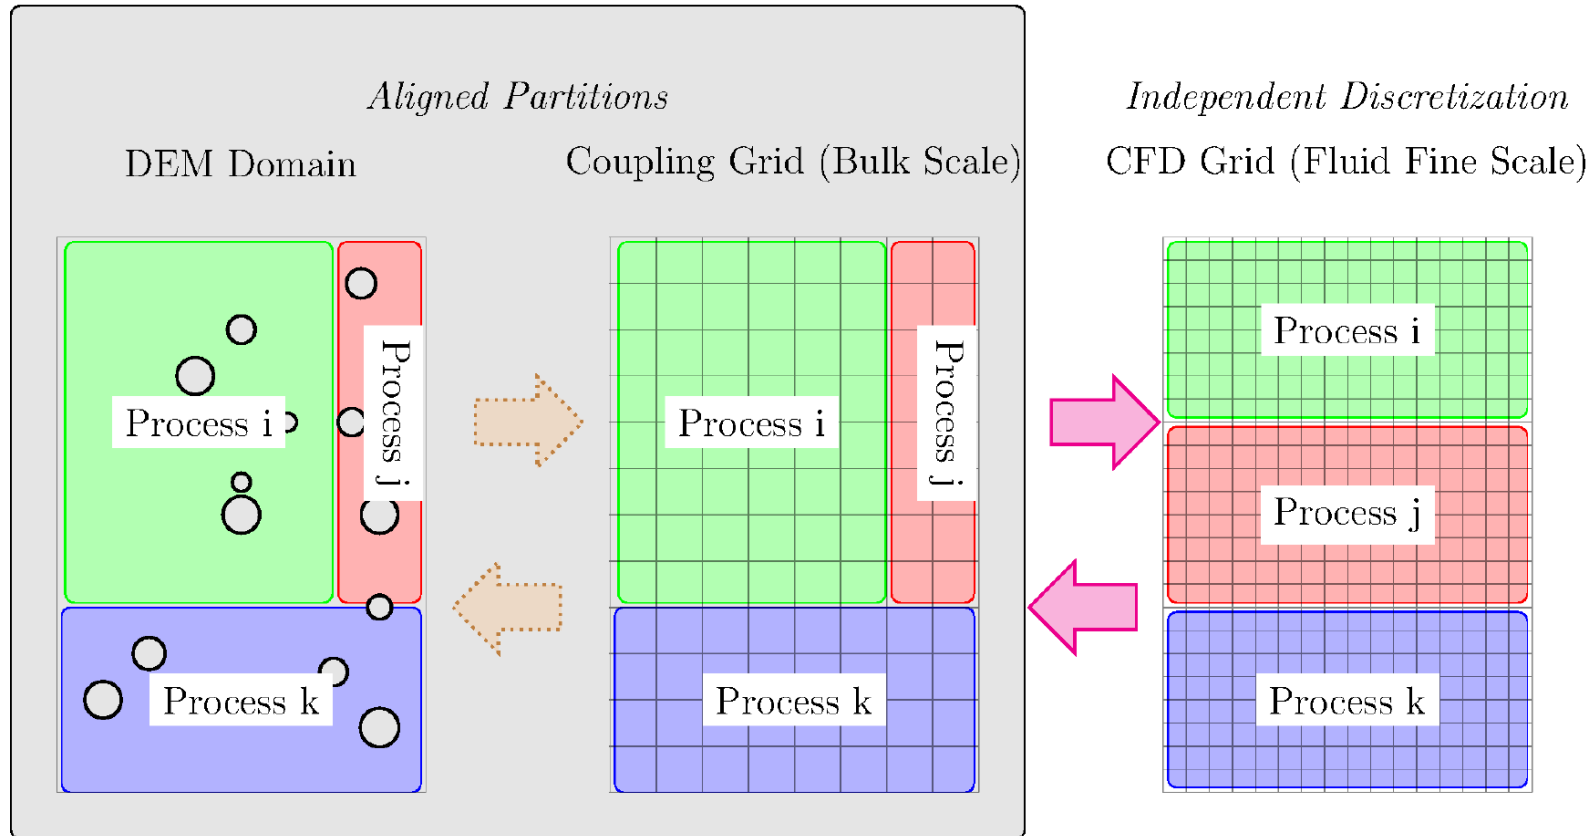 Aligned Partitions
Independent Discretization
DEM Domain
Coupling Grid (Bulk Scale)
CFD Grid (Fluid Fine Scale)
Process i
Process j
Process k
Process i
Process j
Process k
Process i
Process j
Process k